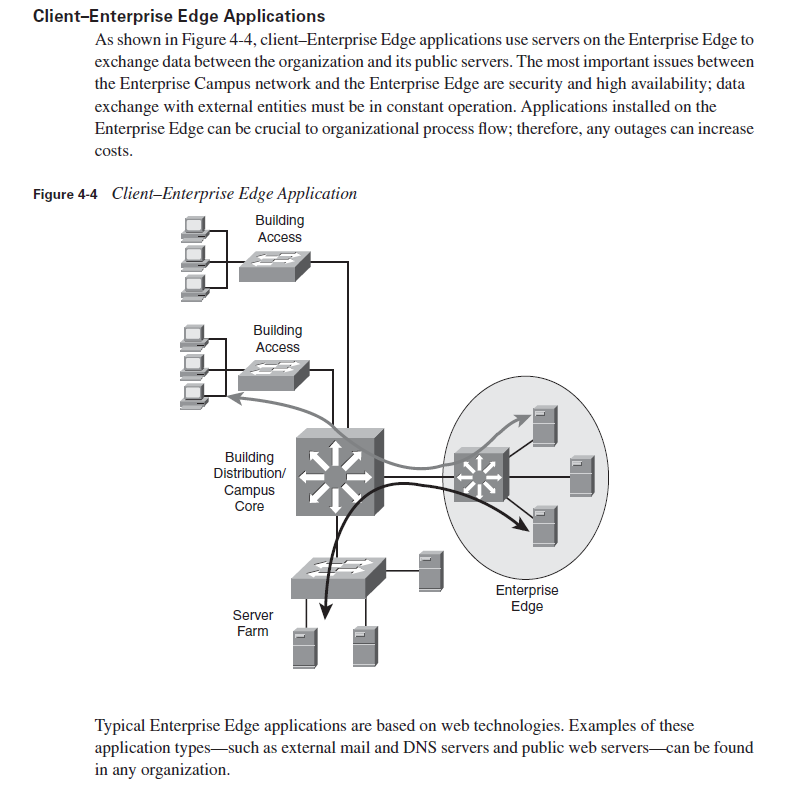 Client–Enterprise Edge Applications
As shown in Figure 4-4, client–Enterprise Edge applications use servers on the Enterprise Edge to
exchange data between the organization and its public servers. The most important issues between
the Enterprise Campus network and the Enterprise Edge are security and high availability; data
exchange with external entities must be in constant operation. Applications installed on the
Enterprise Edge can be crucial to organizational process flow; therefore, any outages can increase
costs.
Figure 4-4 Client–Enterprise Edge Application
Building
Access
Building
Access
Building
Distribution/
Campus
Core
Enterprise
Edge
Server
Farm
Typical Enterprise Edge applications are based on web technologies. Examples of these
application types—such as external mail and DNS servers and public web servers—can be found
in any organization.